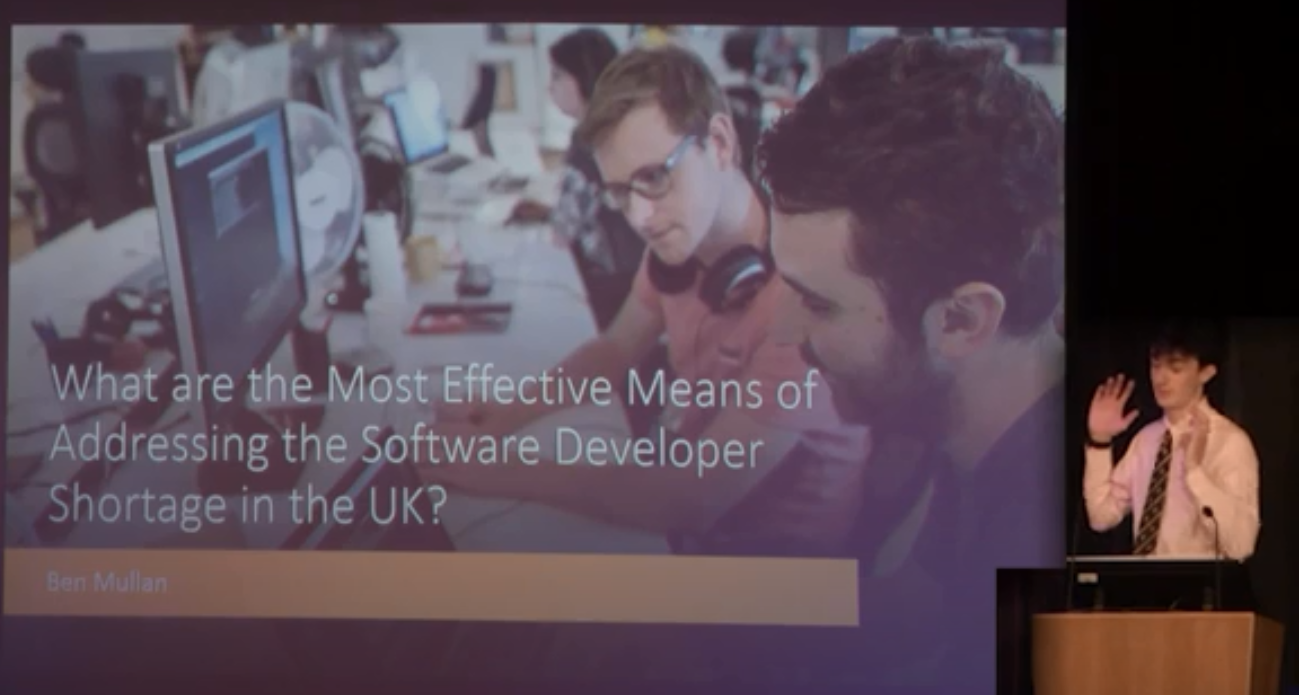 What are the Most Effective Means of
Addressing the Software Developer
Shortage in the UK?
Ben Mullan